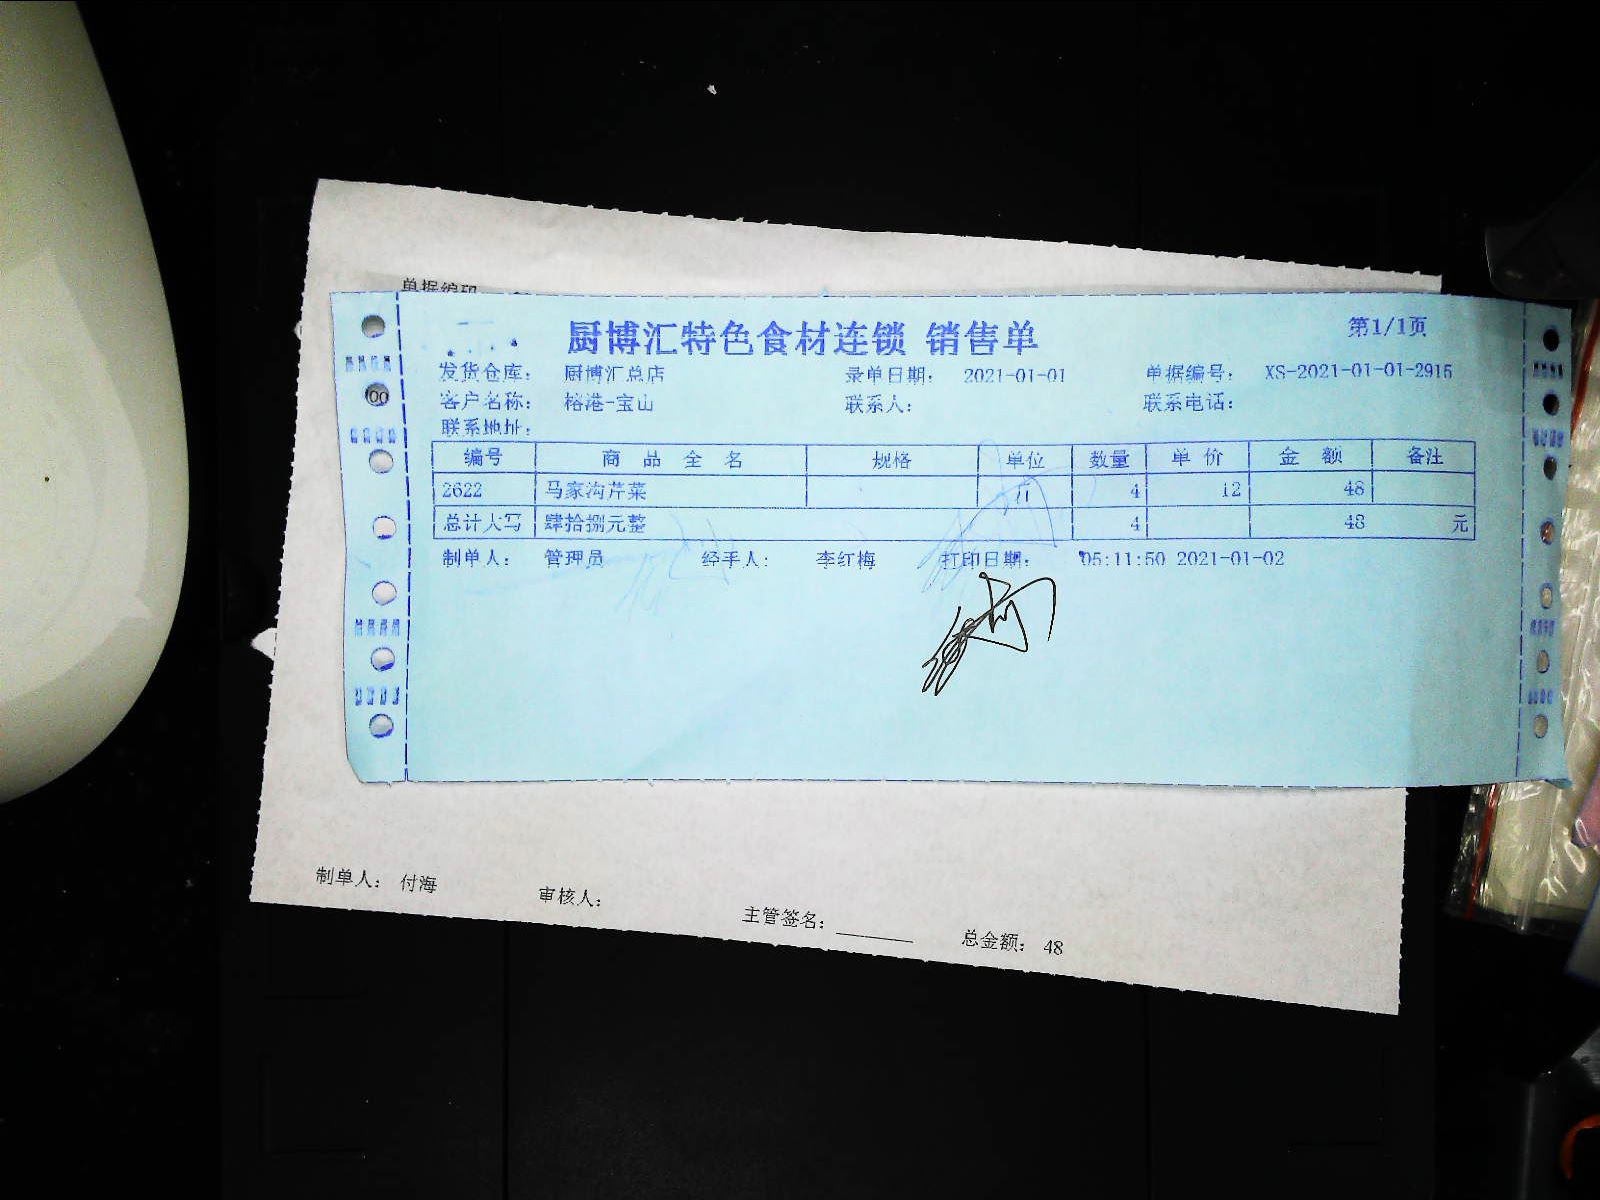 单据编码
厨博汇特色食材连锁 销售单 第1/1页
发货仓库: 厨博汇总店 录单日期: 2021-01-01 单据编号: XS-2021-01-01-2915
客户名称: 榕港-宝山 联系人: 联系电话:
联系地址:
编号 商品全名 规格 单位 数量 单价 金额 备注
2622 马家沟芹菜 4 12 48
总计大写 肆拾捌元整 4 48 元
制单人: 管理员 经手人: 李红梅 打印日期: 05:11:50 2021-01-02
制单人: 付海 审核人: 主管签名: 总金额: 48